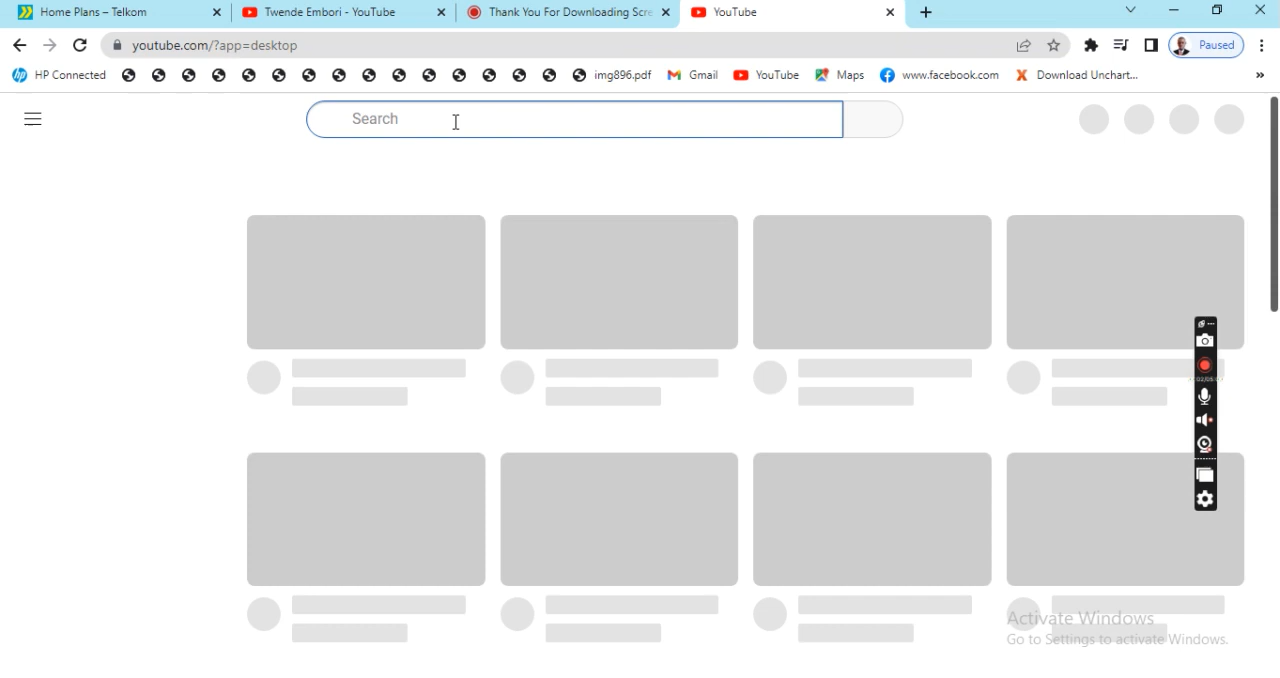 Home Plans – Telkom
Twende Embori - YouTube
Thank You For Downloading Scre
YouTube
youtube.com/?app=desktop
Paused
HP Connected
img896.pdf
Gmail
YouTube
Maps
www.facebook.com
Download Unchart...
Search
Activate Windows
Go to Settings to activate Windows.